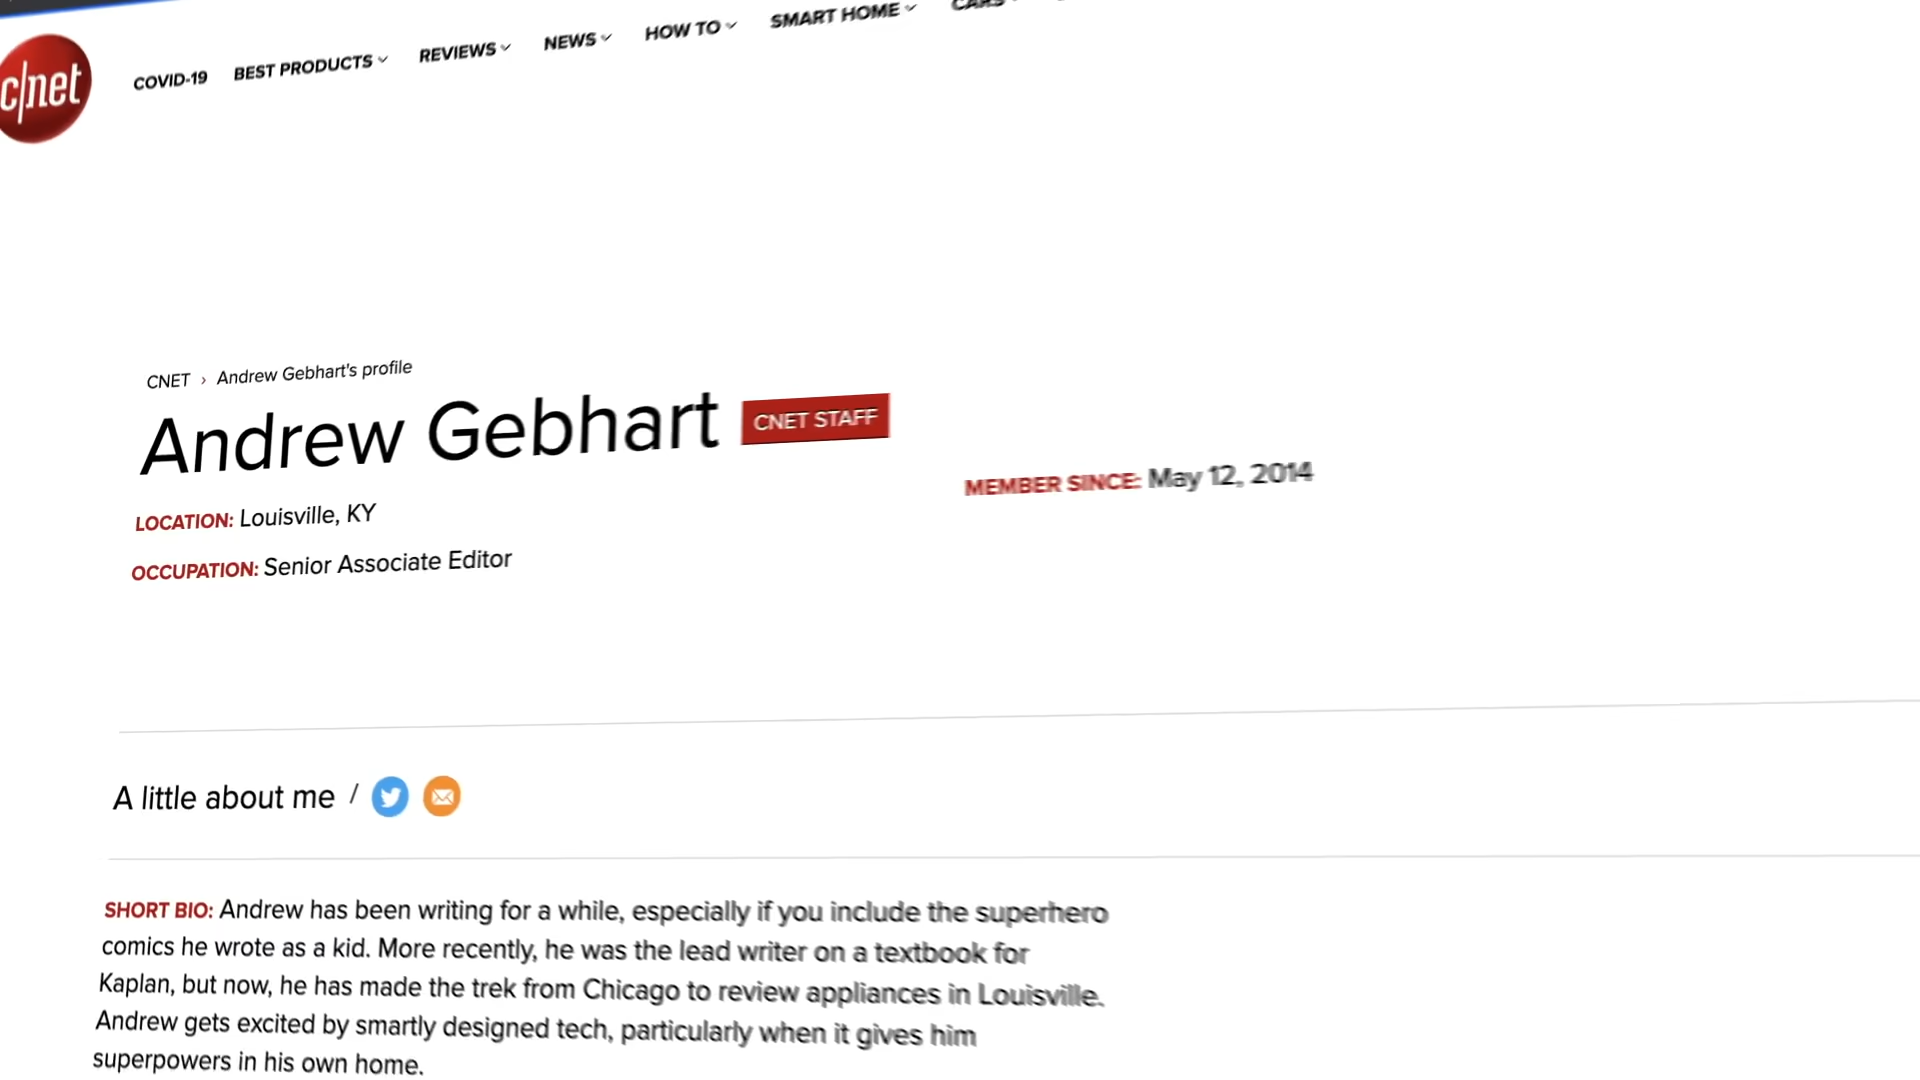 c|net
COVID-19 BEST PRODUCTS REVIEWS NEWS HOW TO SMART HOME CARS
CNET › Andrew Gebhart's profile
Andrew Gebhart CNET STAFF
MEMBER SINCE: May 12, 2014
LOCATION: Louisville, KY
OCCUPATION: Senior Associate Editor
A little about me /
SHORT BIO: Andrew has been writing for a while, especially if you include the superhero
comics he wrote as a kid. More recently, he was the lead writer on a textbook for
Kaplan, but now, he has made the trek from Chicago to review appliances in Louisville.
Andrew gets excited by smartly designed tech, particularly when it gives him
superpowers in his own home.